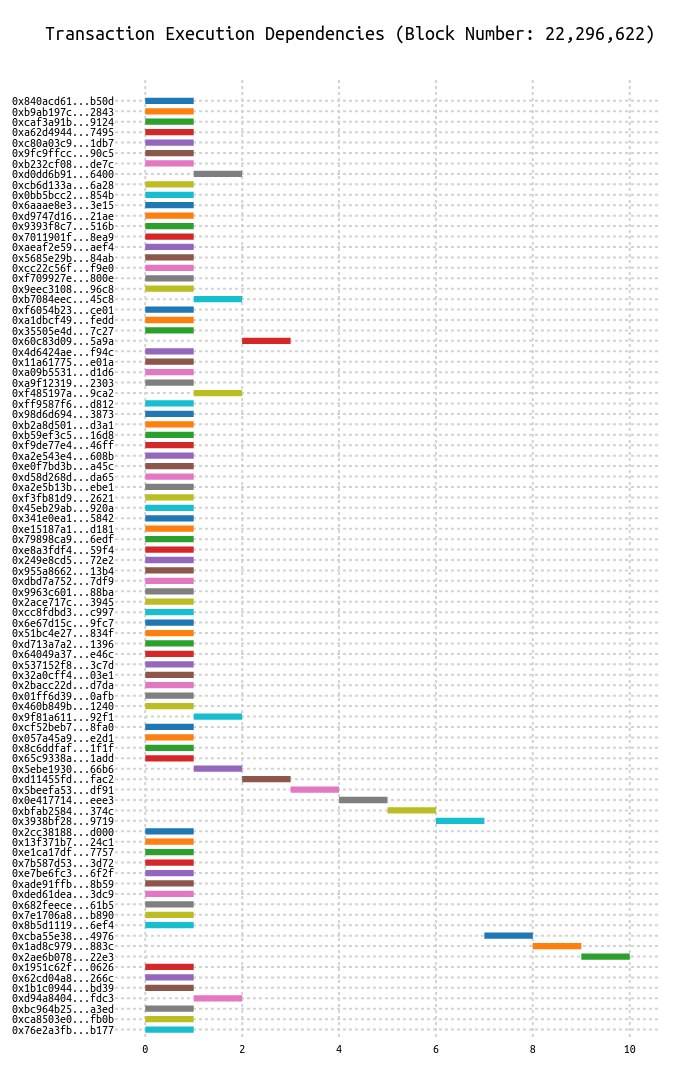 Transaction Execution Dependencies (Block Number: 22,296,622)
0x840acd61...b50d
0xb9ab197c...2843
0xcaf3a91b...9124
0xa62d4944...7495
0xc80a03c9...1db7
0x9fc9ffcc...90c5
0xb232cf08...de7c
0xd0dd6b91...6400
0xcb6d133a...6a28
0x0bb5bcc2...854b
0x6aaae8e3...3e15
0xd9747d16...21ae
0x9393f8c7...516b
0x7011901f...8ea9
0xaeaf2e59...aef4
0x5685e29b...84ab
0xcc22c56f...f9e0
0xf709927e...800e
0x9eec3108...96c8
0xb7084eec...45c8
0xf6054b23...ce01
0xa1dbcf49...fedd
0x35505e4d...7c27
0x60c83d09...5a9a
0x4d6424ae...f94c
0x11a61775...e01a
0xa09b5531...d1d6
0xa9f12319...2303
0xf485197a...9ca2
0xff9587f6...d812
0x98d6d694...3873
0xb2a8d501...d3a1
0xb59ef3c5...16d8
0xf9de77e4...46ff
0xa2e543e4...608b
0xe0f7bd3b...a45c
0xd58d268d...da65
0xa2e5b13b...ebe1
0xf3fb81d9...2621
0x45eb29ab...920a
0x341e0ea1...5842
0xe15187a1...d181
0x79898ca9...6edf
0xe8a3fdf4...59f4
0x249e8cd5...72e2
0x955a8662...13b4
0xdbd7a752...7df9
0x9963c601...88ba
0x2ace717c...3945
0xcc8fdbd3...c997
0x6e67d15c...9fc7
0x51bc4e27...834f
0xd713a7a2...1396
0x64049a37...e46c
0x537152f8...3c7d
0x32a0cff4...03e1
0x2bacc22d...d7da
0x01ff6d39...0afb
0x460b849b...1240
0x9f81a611...92f1
0xcf52beb7...8fa0
0x057a45a9...e2d1
0x8c6ddfaf...1f1f
0x65c9338a...1add
0x5ebe1930...66b6
0xd11455fd...fac2
0x5beefa53...df91
0x0e417714...eee3
0xbfab2584...374c
0x3938bf28...9719
0x2cc38188...d000
0x13f371b7...24c1
0xe1ca17df...7757
0x7b587d53...3d72
0xe7be6fc3...6f2f
0xade91ffb...8b59
0xded61dea...3dc9
0x682feece...61b5
0x7e1706a8...b890
0x8b5d1119...6ef4
0xcba55e38...4976
0x1ad8c979...883c
0x2ae6b078...22e3
0x1951c62f...0626
0x62cd04a8...266c
0x1b1c0944...bd39
0xd94a8404...fdc3
0xbc964b25...a3ed
0xca8503e0...fb0b
0x76e2a3fb...b177
0 2 4 6 8 10